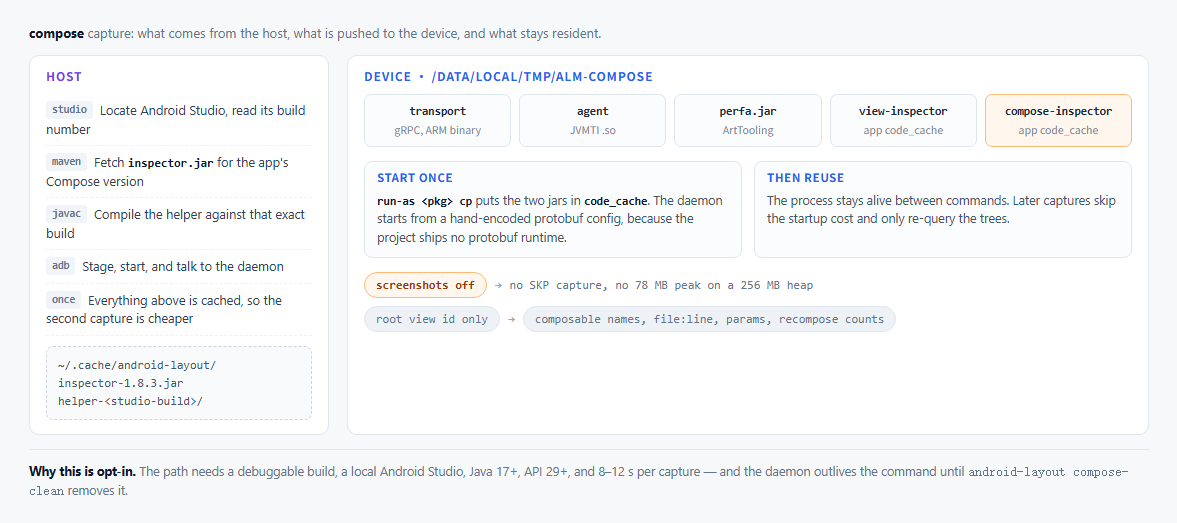 compose capture: what comes from the host, what is pushed to the device, and what stays resident.
HOST
studio Locate Android Studio, read its build
number
maven Fetch inspector.jar for the app's
Compose version
javac Compile the helper against that exact
build
adb Stage, start, and talk to the daemon
once Everything above is cached, so the
second capture is cheaper
~/.cache/android-layout/
inspector-1.8.3.jar
helper-<studio-build>/
DEVICE • /DATA/LOCAL/TMP/ALM-COMPOSE
transport
gRPC, ARM binary
agent
JVMTI .so
perfa.jar
ArtTooling
view-inspector
app code_cache
compose-inspector
app code_cache
START ONCE
run-as <pkg> cp puts the two jars in code_cache. The daemon
starts from a hand-encoded protobuf config, because the
project ships no protobuf runtime.
THEN REUSE
The process stays alive between commands. Later captures skip
the startup cost and only re-query the trees.
screenshots off → no SKP capture, no 78 MB peak on a 256 MB heap
root view id only → composable names, file:line, params, recompose counts
Why this is opt-in. The path needs a debuggable build, a local Android Studio, Java 17+, API 29+, and 8–12 s per capture — and the daemon outlives the command until android-layout compose-
clean removes it.